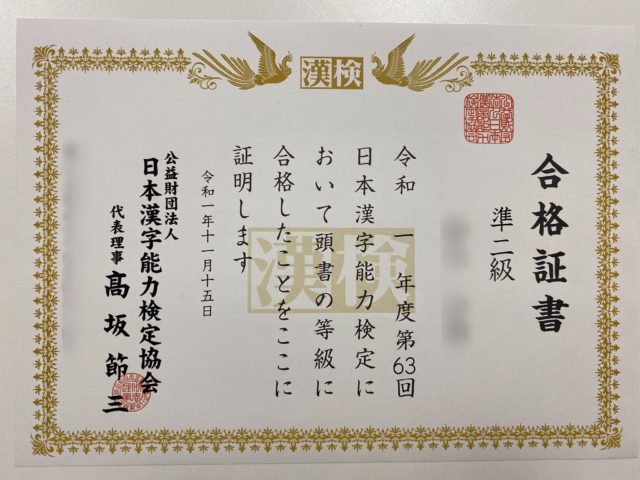 漢検
合格証書
準二級
令和一年度第63回
日本漢字能力検定に
おいて頭書の等級に
合格したことをここに
証明します
令和一年十一月十五日
公益財団法人
日本漢字能力検定協会
代表理事 髙坂節三
漢検